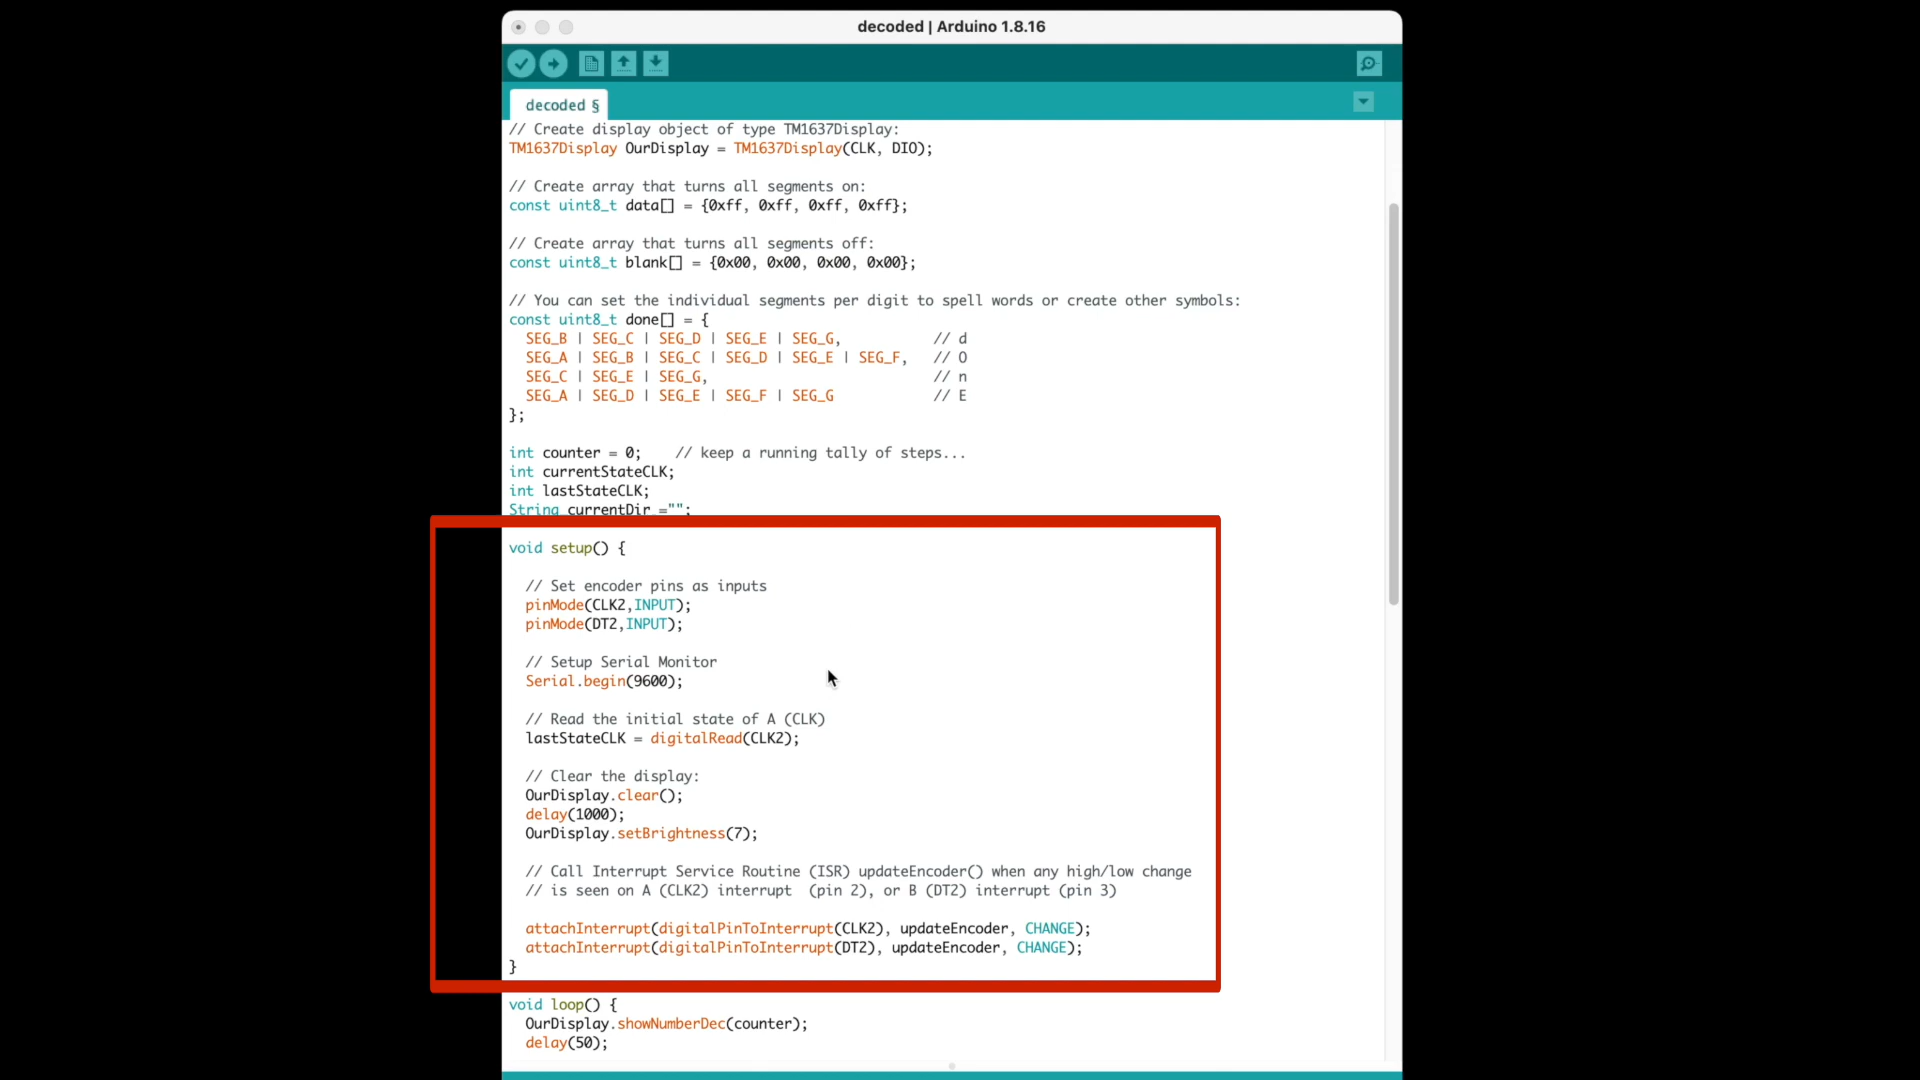 decoded | Arduino 1.8.16
decoded §
// Create display object of type TM1637Display:
TM1637Display OurDisplay = TM1637Display(CLK, DIO);
// Create array that turns all segments on:
const uint8_t data[] = {0xff, 0xff, 0xff, 0xff};
// Create array that turns all segments off:
const uint8_t blank[] = {0x00, 0x00, 0x00, 0x00};
// You can set the individual segments per digit to spell words or create other symbols:
const uint8_t done[] = {
SEG_B | SEG_C | SEG_D | SEG_E | SEG_G, // d
SEG_A | SEG_B | SEG_C | SEG_D | SEG_E | SEG_F, // O
SEG_C | SEG_E | SEG_G, // n
SEG_A | SEG_D | SEG_E | SEG_F | SEG_G // E
};
int counter = 0; // keep a running tally of steps...
int currentStateCLK;
int lastStateCLK;
String currentDir ="";
void setup() {
// Set encoder pins as inputs
pinMode(CLK2,INPUT);
pinMode(DT2,INPUT);
// Setup Serial Monitor
Serial.begin(9600);
// Read the initial state of A (CLK)
lastStateCLK = digitalRead(CLK2);
// Clear the display:
OurDisplay.clear();
delay(1000);
OurDisplay.setBrightness(7);
// Call Interrupt Service Routine (ISR) updateEncoder() when any high/low change
// is seen on A (CLK2) interrupt  (pin 2), or B (DT2) interrupt (pin 3)
attachInterrupt(digitalPinToInterrupt(CLK2), updateEncoder, CHANGE);
attachInterrupt(digitalPinToInterrupt(DT2), updateEncoder, CHANGE);
}
void loop() {
OurDisplay.showNumberDec(counter);
delay(50);